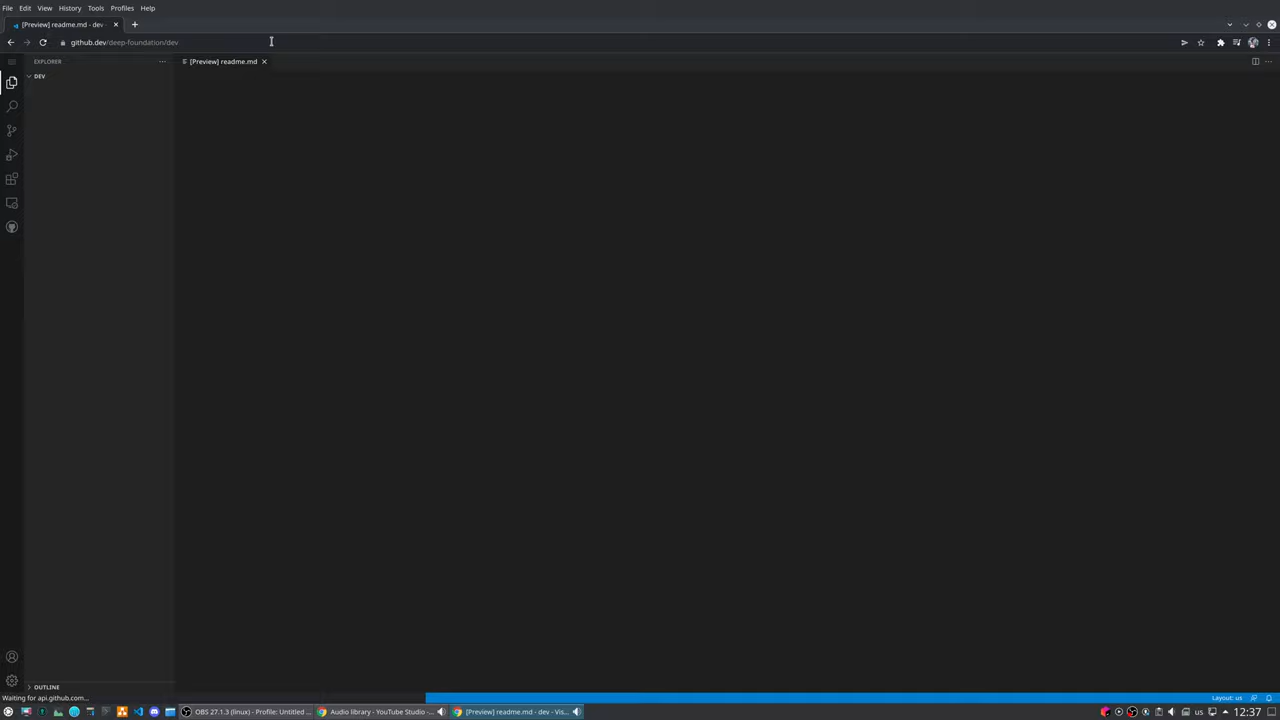 File Edit View History Tools Profiles Help
[Preview] readme.md - dev
github.dev/deep-foundation/dev
EXPLORER
[Preview] readme.md
DEV
OUTLINE
Waiting for api.github.com...
Layout: us
OBS 27.1.3 (linux) - Profile: Untitled ...
Audio library - YouTube Studio -...
[Preview] readme.md - dev - Vis...
us
12:37